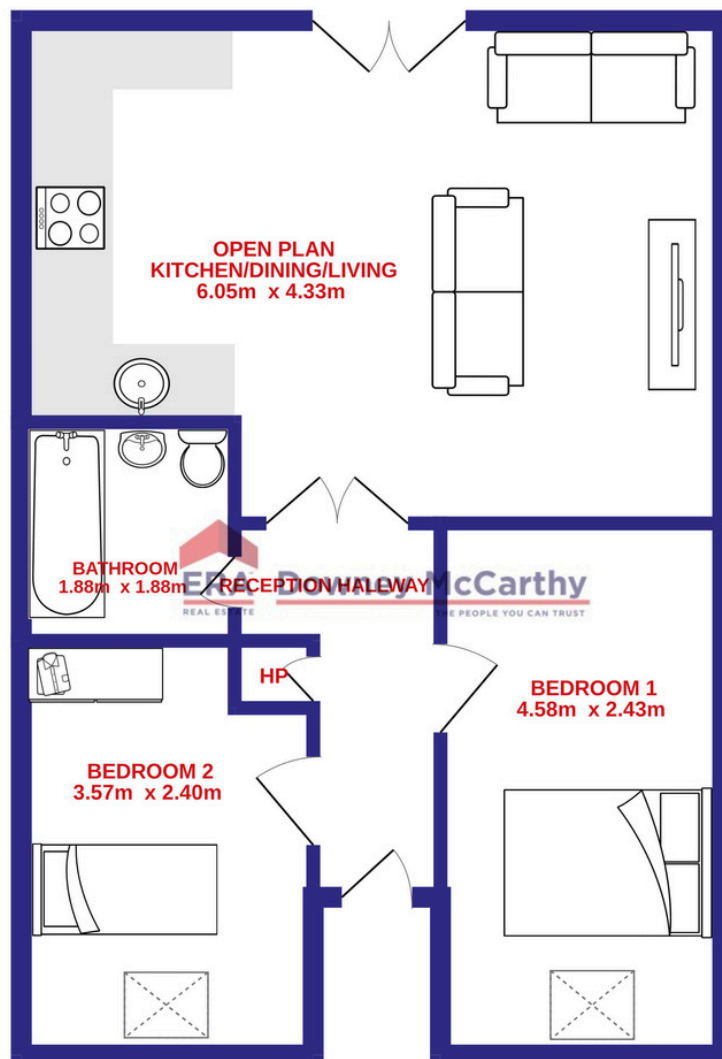 OPEN PLAN
KITCHEN/DINING/LIVING
6.05m x 4.33m
BATHROOM
1.88m x 1.88m
RECEPTION HALLWAY
ERA Downey McCarthy
REAL ESTATE
THE PEOPLE YOU CAN TRUST
HP
BEDROOM 1
4.58m x 2.43m
BEDROOM 2
3.57m x 2.40m